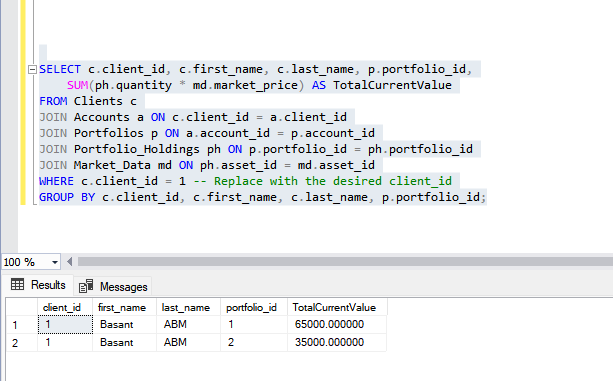 SELECT c.client_id, c.first_name, c.last_name, p.portfolio_id,
SUM(ph.quantity * md.market_price) AS TotalCurrentValue
FROM Clients c
JOIN Accounts a ON c.client_id = a.client_id
JOIN Portfolios p ON a.account_id = p.account_id
JOIN Portfolio_Holdings ph ON p.portfolio_id = ph.portfolio_id
JOIN Market_Data md ON ph.asset_id = md.asset_id
WHERE c.client_id = 1 -- Replace with the desired client_id
GROUP BY c.client_id, c.first_name, c.last_name, p.portfolio_id;
100 %
Results Messages
client_id first_name last_name portfolio_id TotalCurrentValue
1 1 Basant ABM 1 65000.000000
2 1 Basant ABM 2 35000.000000